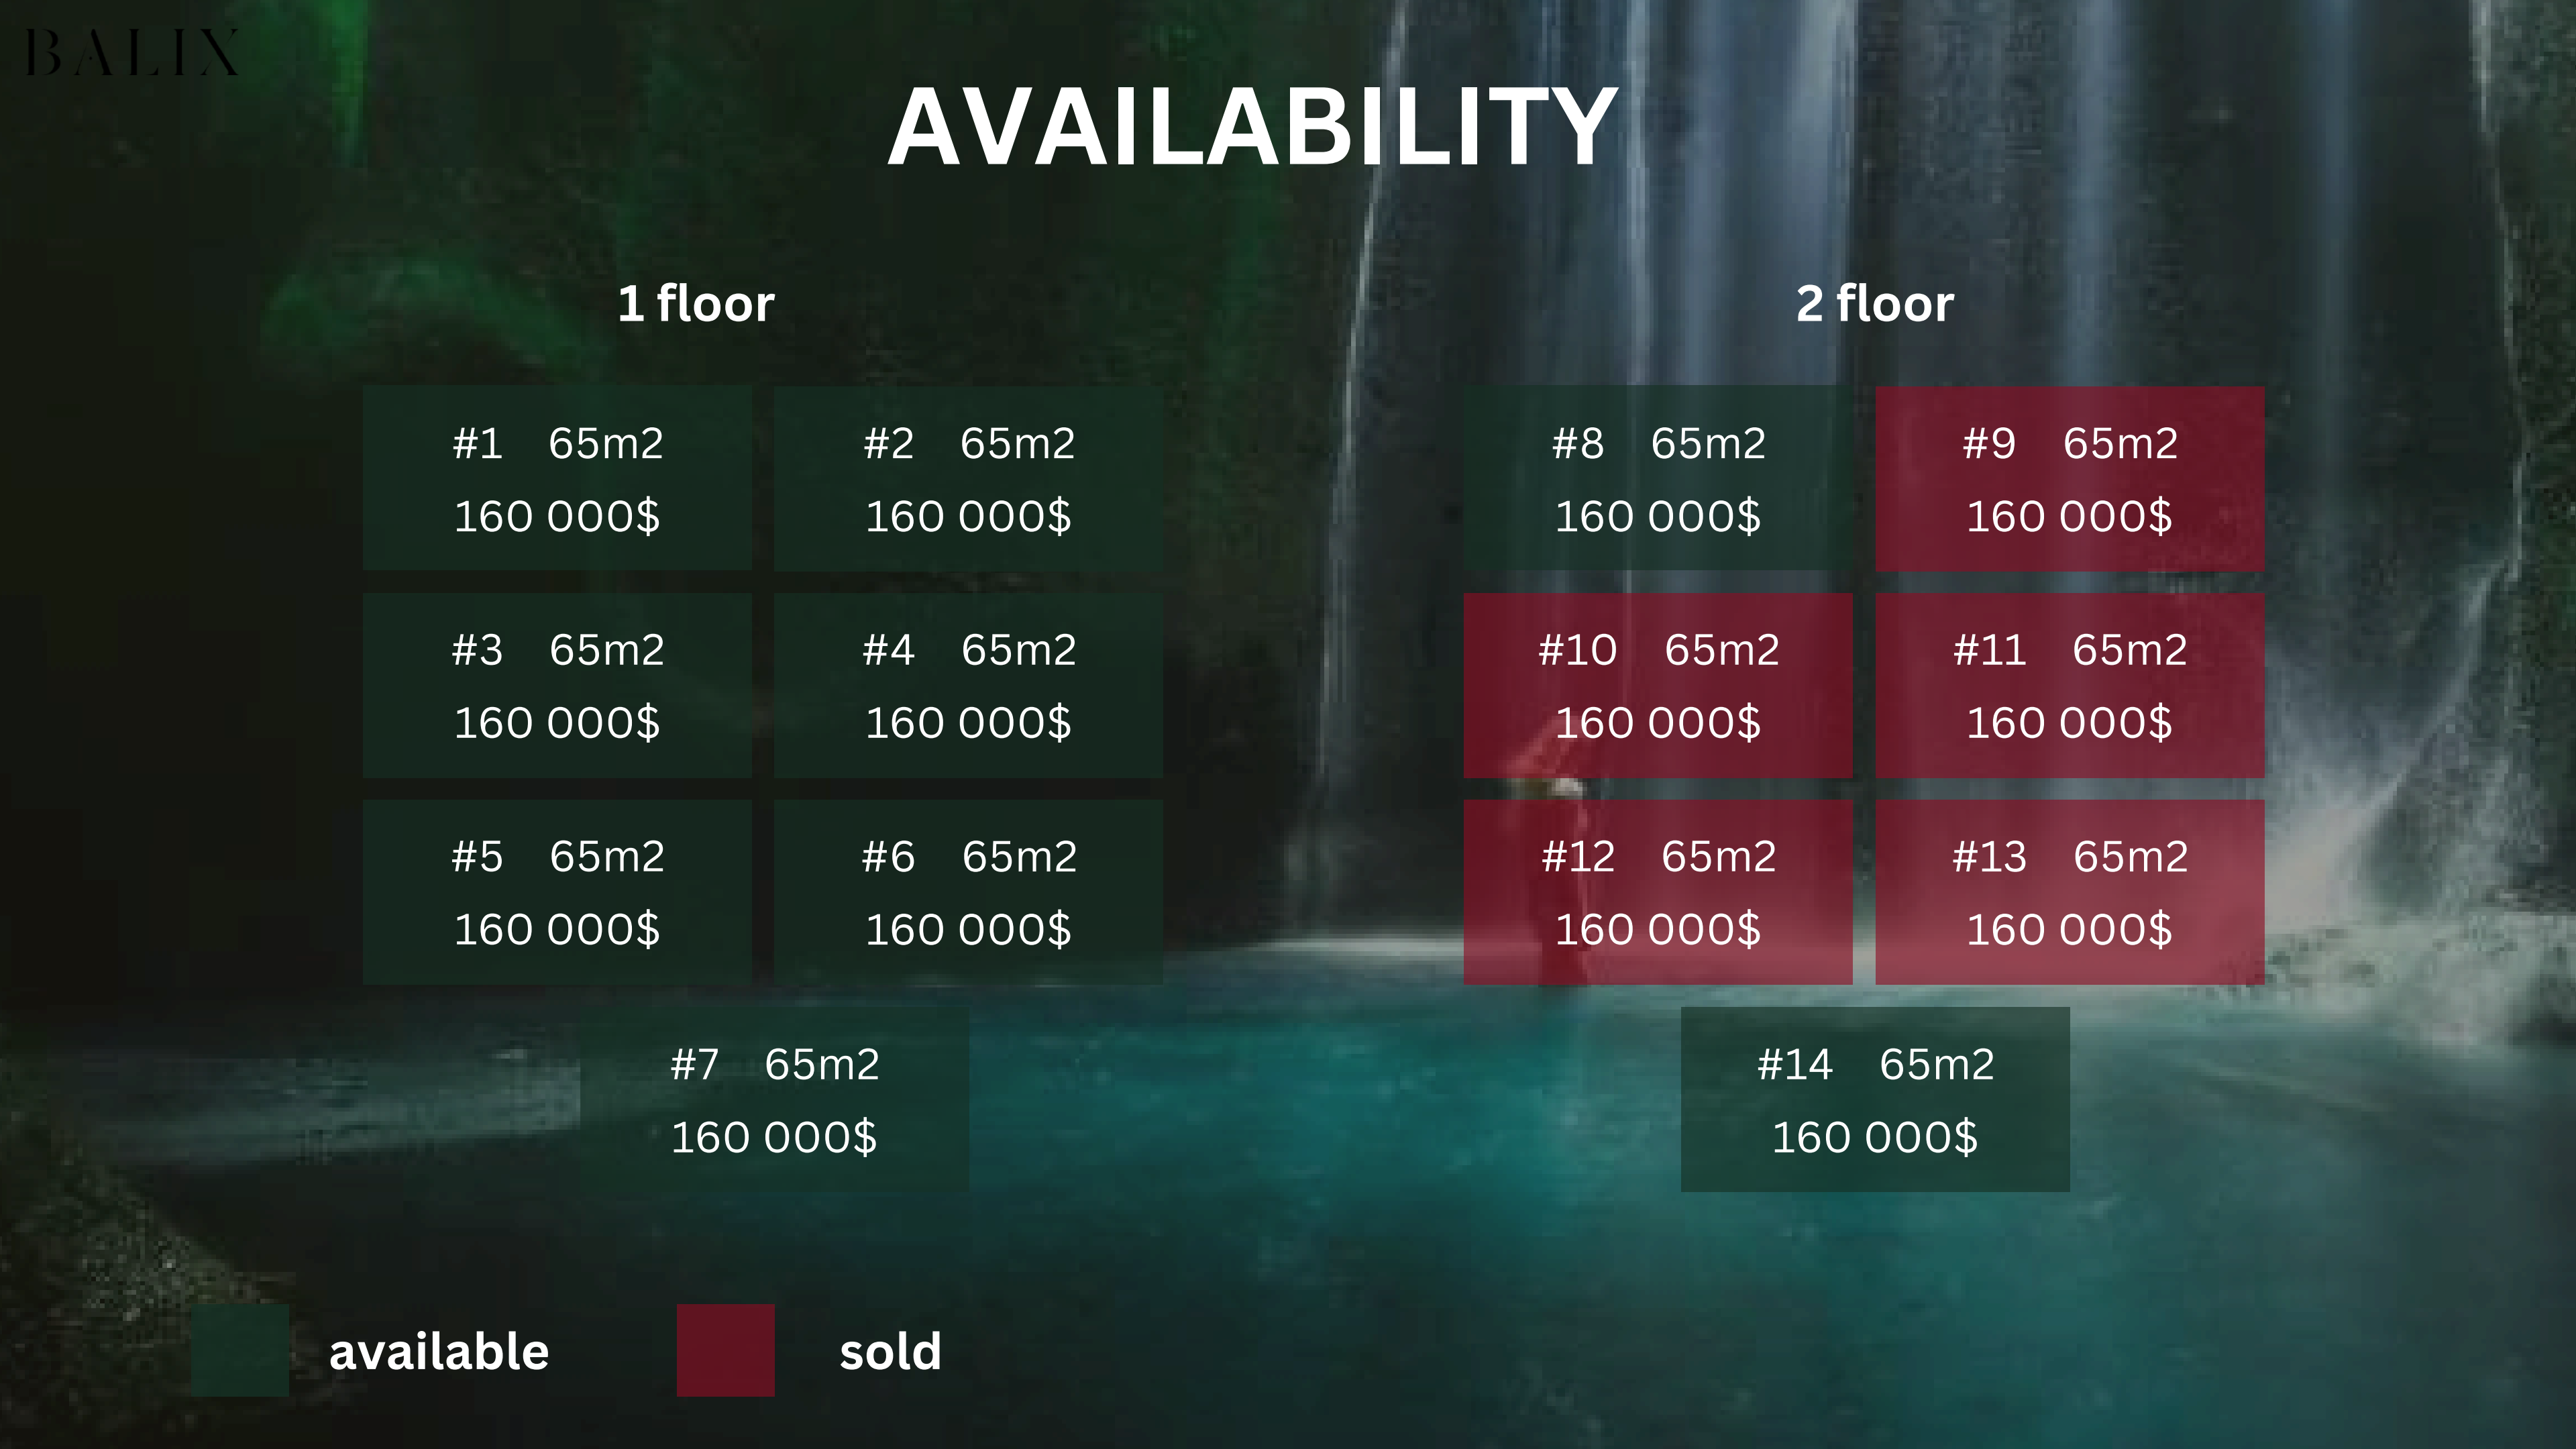 BALIX
AVAILABILITY
1 floor
#1 65m2
160 000$
#2 65m2
160 000$
#3 65m2
160 000$
#4 65m2
160 000$
#5 65m2
160 000$
#6 65m2
160 000$
#7 65m2
160 000$
2 floor
#8 65m2
160 000$
#9 65m2
160 000$
#10 65m2
160 000$
#11 65m2
160 000$
#12 65m2
160 000$
#13 65m2
160 000$
#14 65m2
160 000$
available
sold